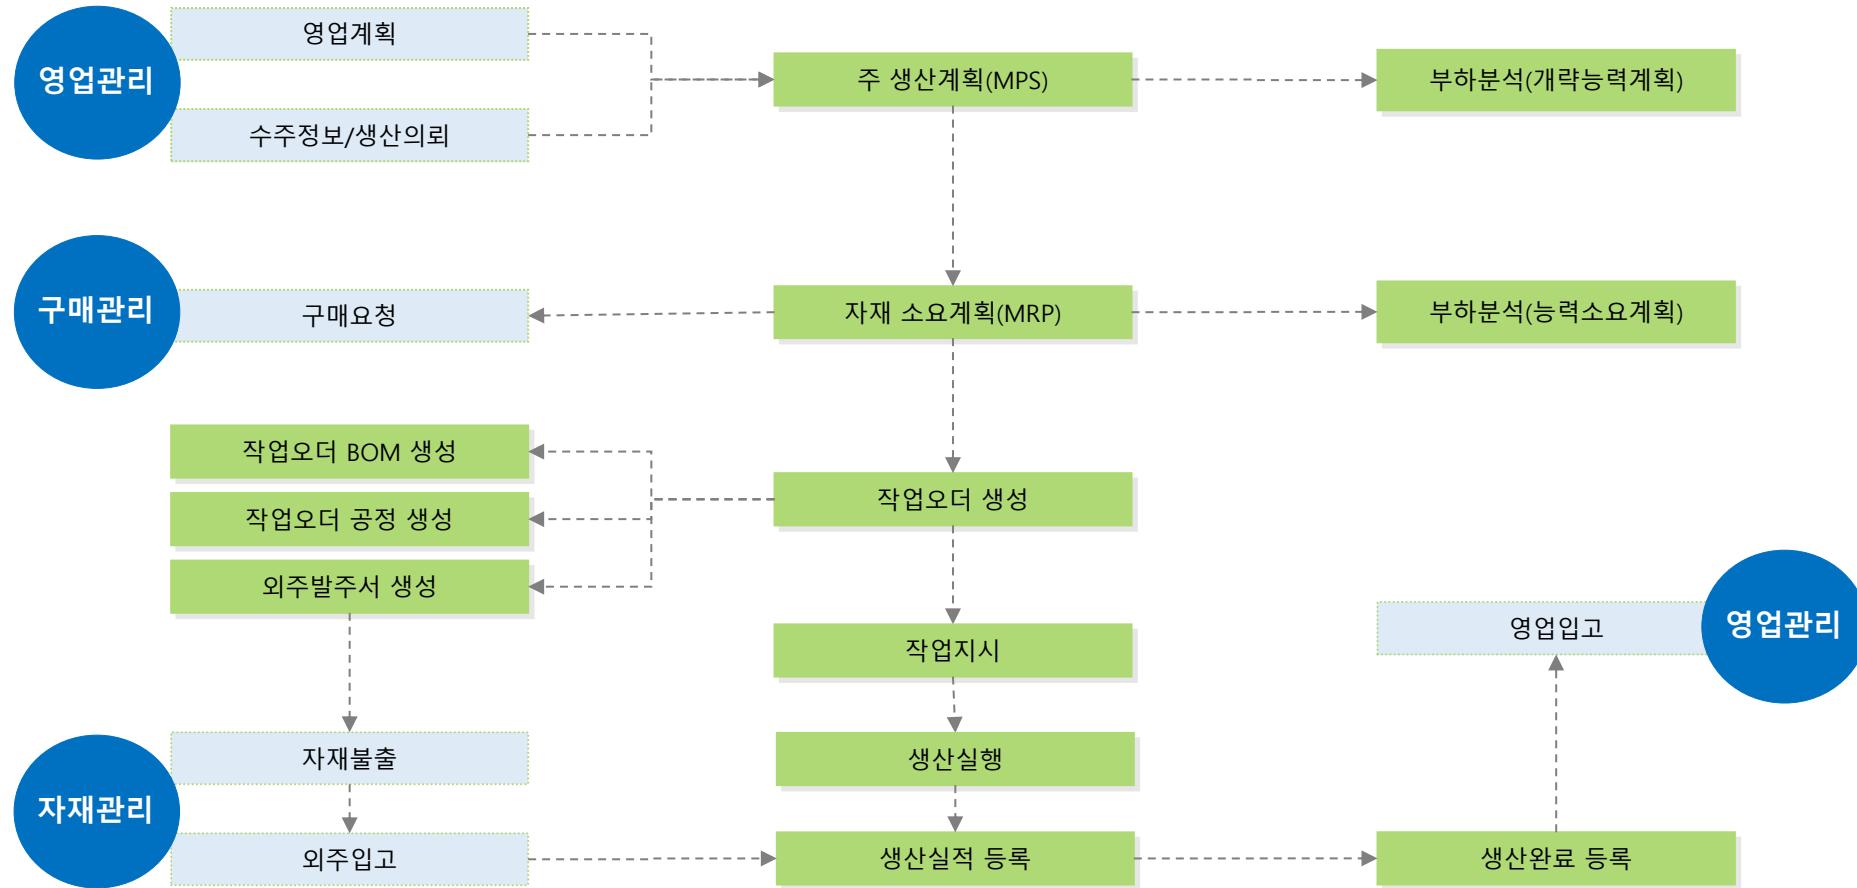 영업관리
영업계획
수주정보/생산의뢰
주 생산계획(MPS)
부하분석(개략능력계획)
구매관리
구매요청
자재 소요계획(MRP)
부하분석(능력소요계획)
작업오더 BOM 생성
작업오더 공정 생성
외주발주서 생성
작업오더 생성
작업지시
영업입고
영업관리
자재관리
자재불출
생산실행
외주입고
생산실적 등록
생산완료 등록